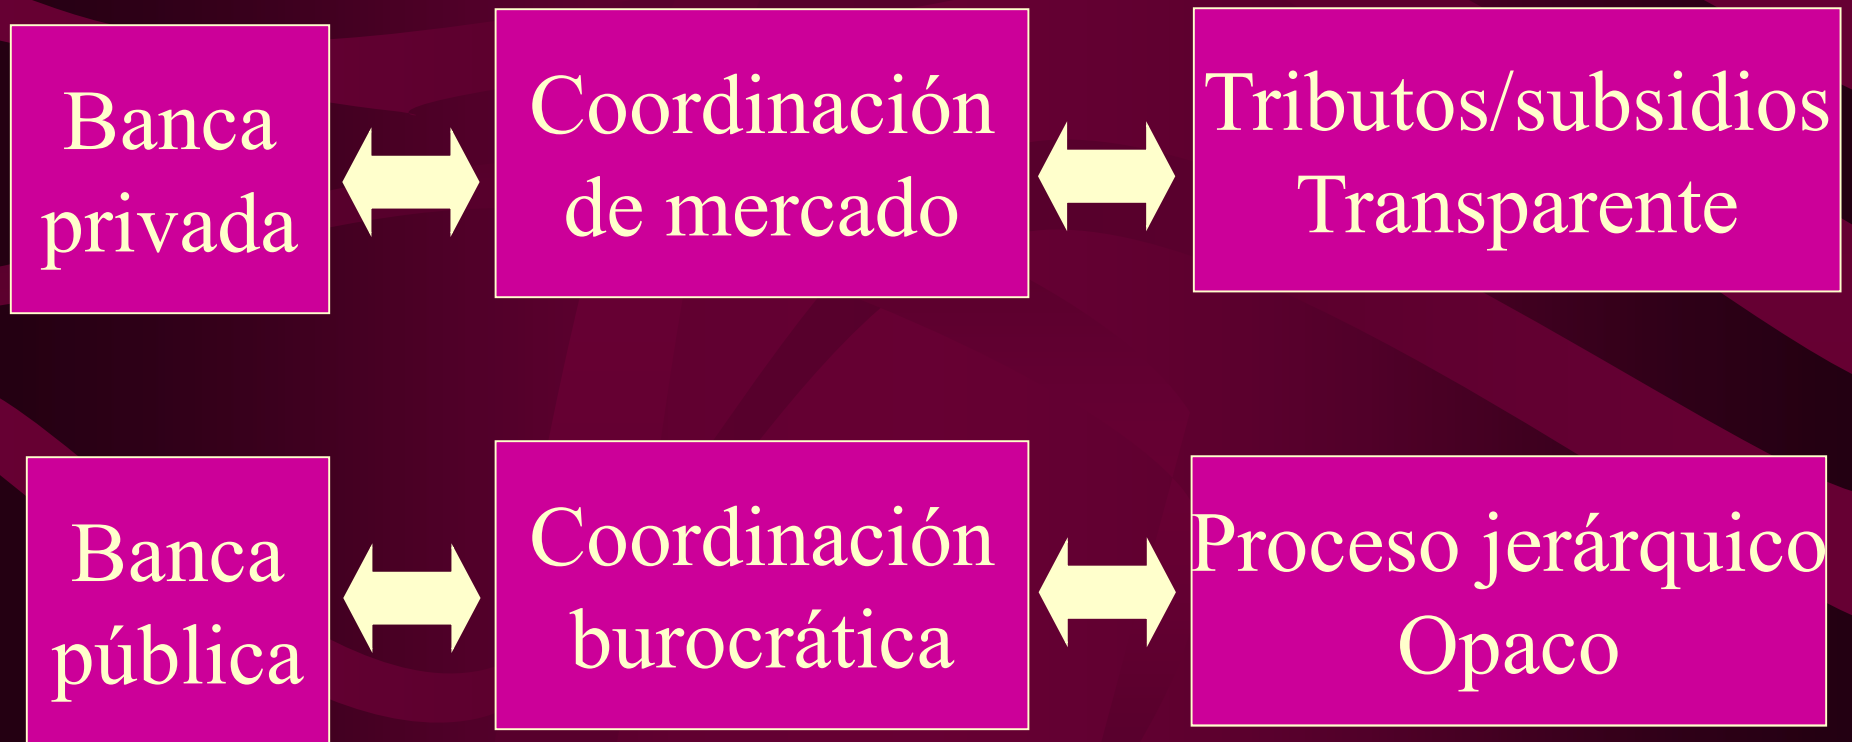 Banca
privada
Coordinación
de mercado
Tributos/subsidios
Transparente
Banca
pública
Coordinación
burocrática
Proceso jerárquico
Opaco